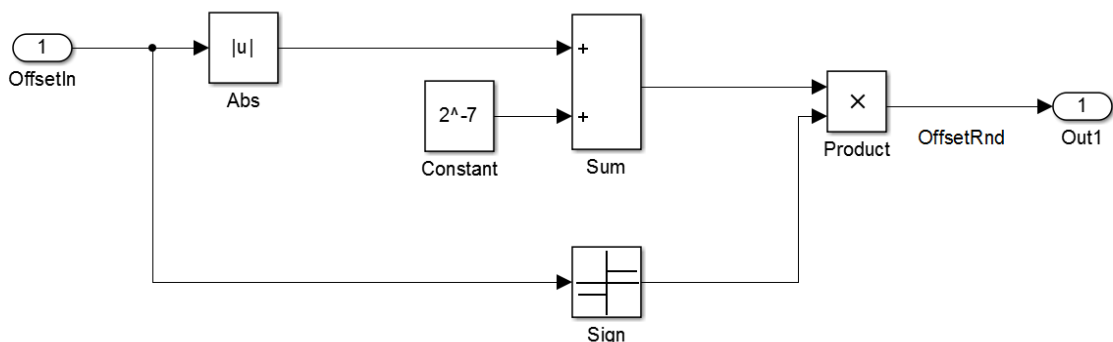 1
OffsetIn
|u|
Abs
2^-7
Constant
+
+
Sum
×
Product
OffsetRnd
1
Out1
Sign